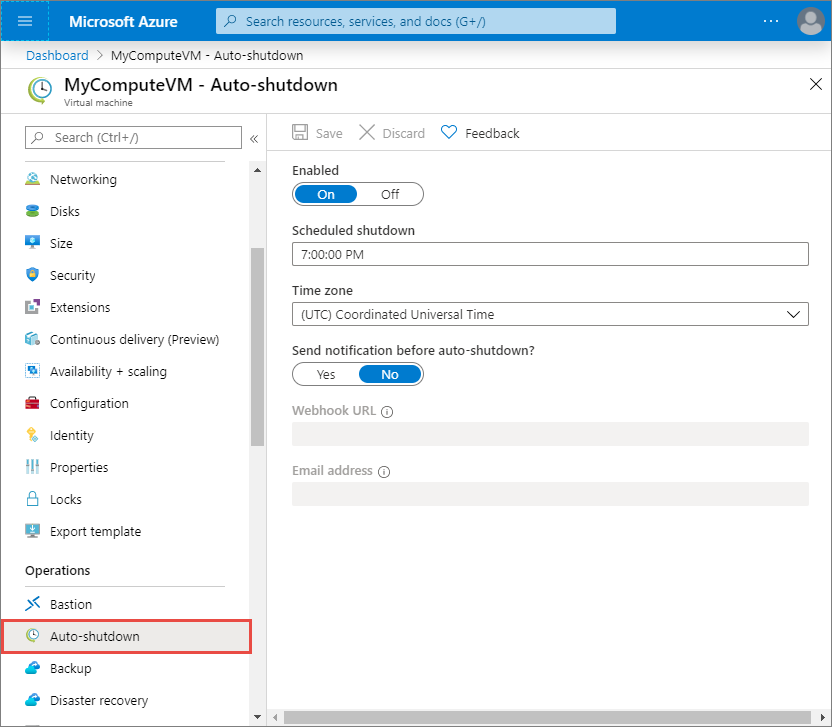 Microsoft Azure
Search resources, services, and docs (G+/)
...
Dashboard > MyComputeVM - Auto-shutdown
MyComputeVM - Auto-shutdown
Virtual machine
Search (Ctrl+/)
«
Networking
Disks
Size
Security
Extensions
Continuous delivery (Preview)
Availability + scaling
Configuration
Identity
Properties
Locks
Export template
Operations
Bastion
Auto-shutdown
Backup
Disaster recovery
Save Discard Feedback
Enabled
On Off
Scheduled shutdown
7:00:00 PM
Time zone
(UTC) Coordinated Universal Time
Send notification before auto-shutdown?
Yes No
Webhook URL
Email address